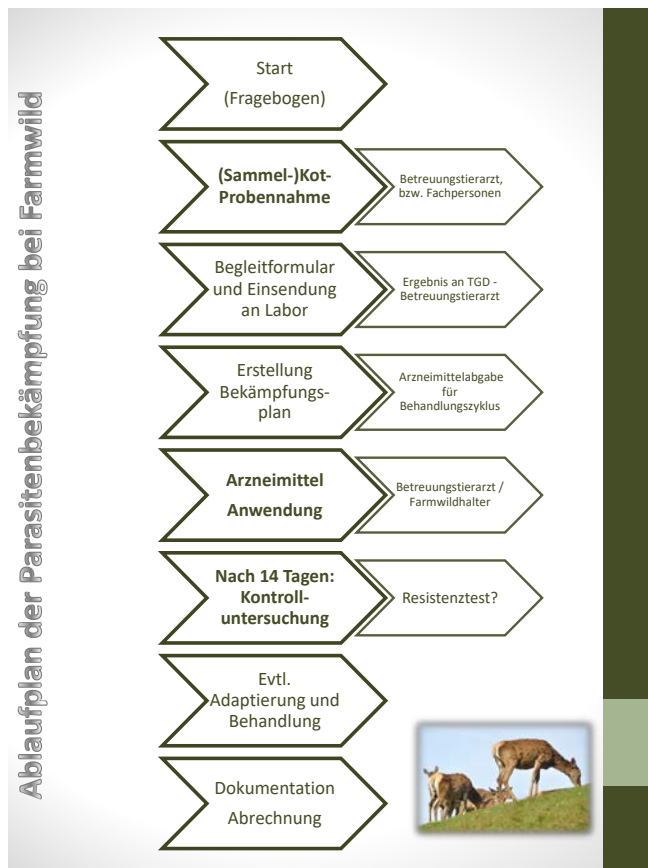 Ablaufplan der Parasitenbekämpfung bei Farmwild
Start
(Fragebogen)
(Sammel-)Kot-
Probennahme
Betreuungstierarzt,
bzw. Fachpersonen
Begleitformular
und Einsendung
an Labor
Ergebnis an TGD -
Betreuungstierarzt
Erstellung
Bekämpfungs-
plan
Arzneimittelabgabe
für
Behandlungszyklus
Arzneimittel
Anwendung
Betreuungstierarzt /
Farmwildhalter
Nach 14 Tagen:
Kontroll-
untersuchung
Resistenztest?
Evtl.
Adaptierung und
Behandlung
Dokumentation
Abrechnung